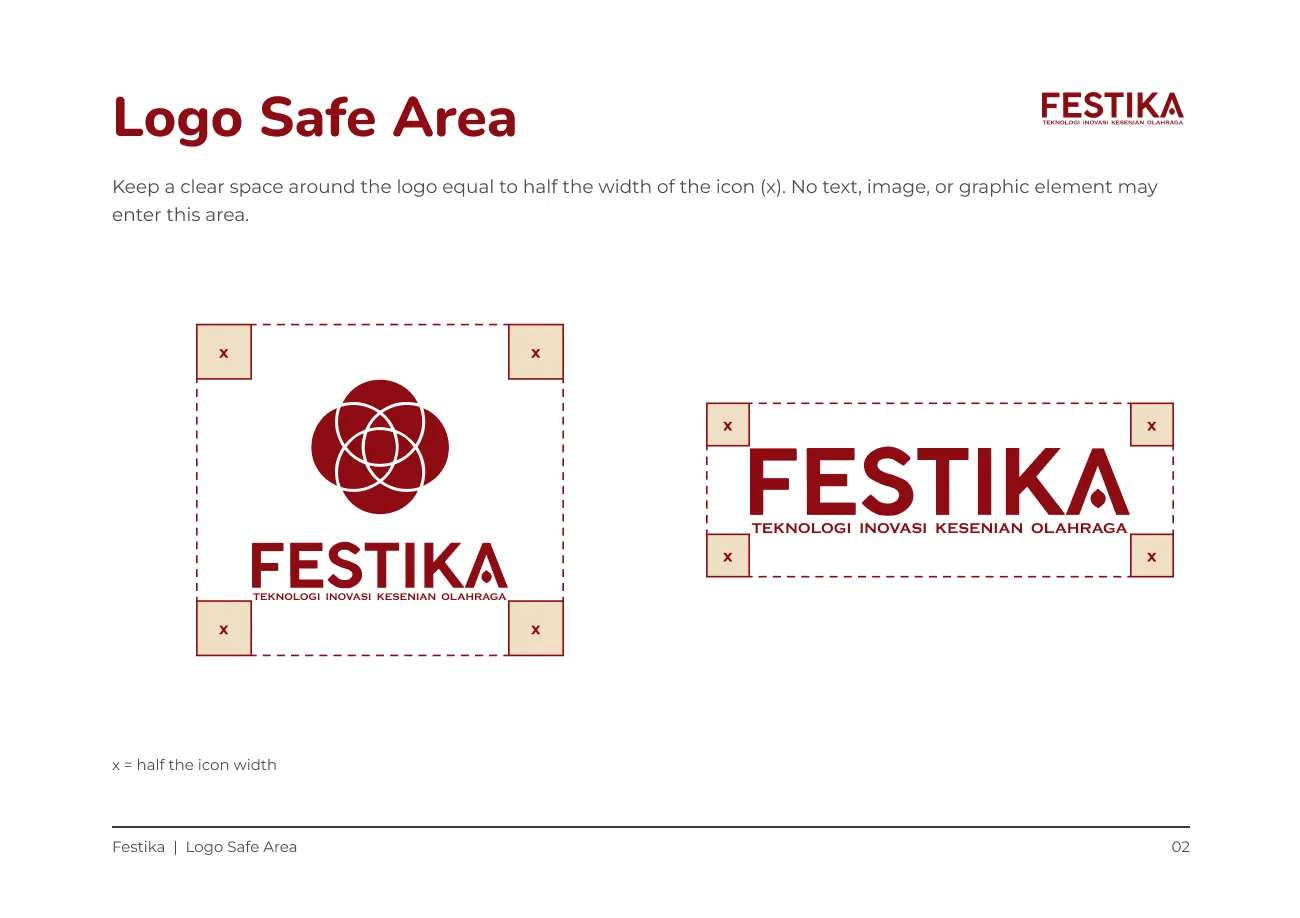 Logo Safe Area
FESTIKA
TEKNOLOGI INOVASI KESENIAN OLAHRAGA
Keep a clear space around the logo equal to half the width of the icon (x). No text, image, or graphic element may
enter this area.
x x
FESTIKA
TEKNOLOGI INOVASI KESENIAN OLAHRAGA
x x
x x
FESTIKA
TEKNOLOGI INOVASI KESENIAN OLAHRAGA
x x
x = half the icon width
Festika | Logo Safe Area 02